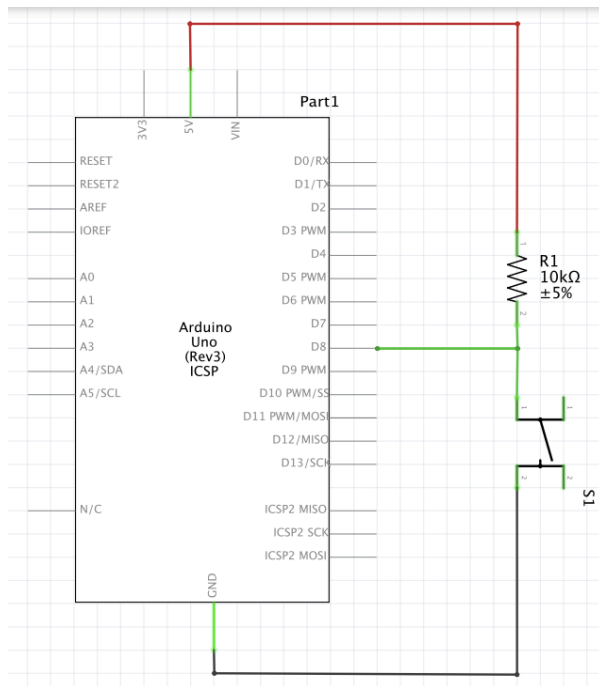 Part1
3V3
5V
VIN
RESET
RESET2
AREF
IOREF
A0
A1
A2
A3
A4/SDA
A5/SCL
N/C
Arduino
Uno
(Rev3)
ICSP
D0/RX
D1/TX
D2
D3 PWM
D4
D5 PWM
D6 PWM
D7
D8
D9 PWM
D10 PWM/SS
D11 PWM/MOSI
D12/MISO
D13/SCK
ICSP2 MISO
ICSP2 SCK
ICSP2 MOSI
GND
1
R1
10kΩ
±5%
2
1
1
2
2
S1